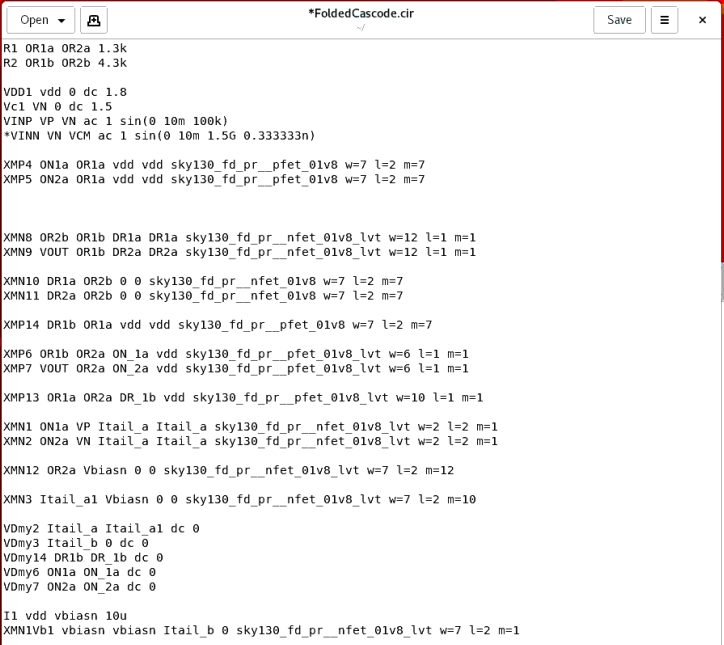 Open
*FoldedCascode.cir
~/
Save
R1 OR1a OR2a 1.3k
R2 OR1b OR2b 4.3k
VDD1 vdd 0 dc 1.8
Vc1 VN 0 dc 1.5
VINP VP VN ac 1 sin(0 10m 100k)
*VINN VN VCM ac 1 sin(0 10m 1.5G 0.333333n)
XMP4 ON1a OR1a vdd vdd sky130_fd_pr__pfet_01v8 w=7 l=2 m=7
XMP5 ON2a OR1a vdd vdd sky130_fd_pr__pfet_01v8 w=7 l=2 m=7
XMN8 OR2b OR1b DR1a DR1a sky130_fd_pr__nfet_01v8_lvt w=12 l=1 m=1
XMN9 VOUT OR1b DR2a DR2a sky130_fd_pr__nfet_01v8_lvt w=12 l=1 m=1
XMN10 DR1a OR2b 0 0 sky130_fd_pr__nfet_01v8 w=7 l=2 m=7
XMN11 DR2a OR2b 0 0 sky130_fd_pr__nfet_01v8 w=7 l=2 m=7
XMP14 DR1b OR1a vdd vdd sky130_fd_pr__pfet_01v8 w=7 l=2 m=7
XMP6 OR1b OR2a ON_1a vdd sky130_fd_pr__pfet_01v8_lvt w=6 l=1 m=1
XMP7 VOUT OR2a ON_2a vdd sky130_fd_pr__pfet_01v8_lvt w=6 l=1 m=1
XMP13 OR1a OR2a DR_1b vdd sky130_fd_pr__pfet_01v8_lvt w=10 l=1 m=1
XMN1 ON1a VP Itail_a Itail_a sky130_fd_pr__nfet_01v8_lvt w=2 l=2 m=1
XMN2 ON2a VN Itail_a Itail_a sky130_fd_pr__nfet_01v8_lvt w=2 l=2 m=1
XMN12 OR2a Vbiasn 0 0 sky130_fd_pr__nfet_01v8_lvt w=7 l=2 m=12
XMN3 Itail_a1 Vbiasn 0 0 sky130_fd_pr__nfet_01v8_lvt w=7 l=2 m=10
VDmy2 Itail_a Itail_a1 dc 0
VDmy3 Itail_b 0 dc 0
VDmy14 DR1b DR_1b dc 0
VDmy6 ON1a ON_1a dc 0
VDmy7 ON2a ON_2a dc 0
I1 vdd vbiasn 10u
XMN1Vb1 vbiasn vbiasn Itail_b 0 sky130_fd_pr__nfet_01v8_lvt w=7 l=2 m=1